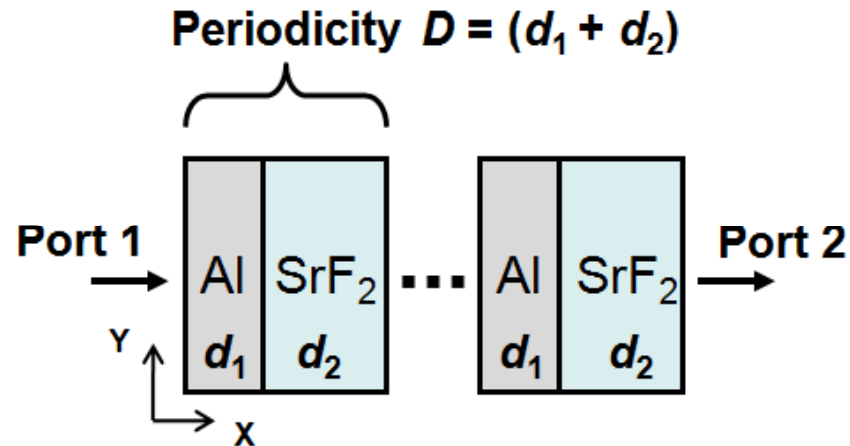 Periodicity D = (d₁ + d₂)
Port 1
Al
SrF₂
...
Al
SrF₂
Port 2
d₁
d₂
d₁
d₂
Y
X